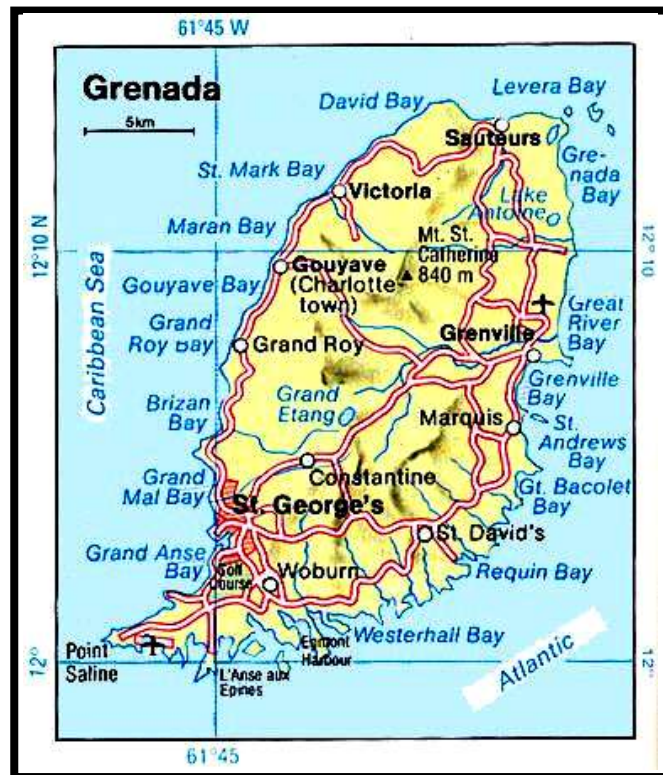 61°45 W
Grenada
5km
David Bay
Levera Bay
Sauteurs
Gre-
nada
Bay
St. Mark Bay
Victoria
Lake
Antoine
Maran Bay
12°10 N
12°10
Mt. St.
Catherine
840 m
Gouyave
(Charlotte-
town)
Gouyave Bay
Caribbean Sea
Grand
Roy Bay
Grand Roy
Grenville
Great
River
Bay
Grenville
Bay
Brizan
Bay
Grand
Etang
Marquis
St.
Andrews
Bay
Constantine
Grand
Mal Bay
St. George's
Gt. Bacolet
Bay
St. David's
Grand Anse
Bay
Golf
Course
Woburn
Requin Bay
Westerhall Bay
Egmont
Harbour
Atlantic
Point
Saline
L'Anse aux
Epines
12°
12°
61°45